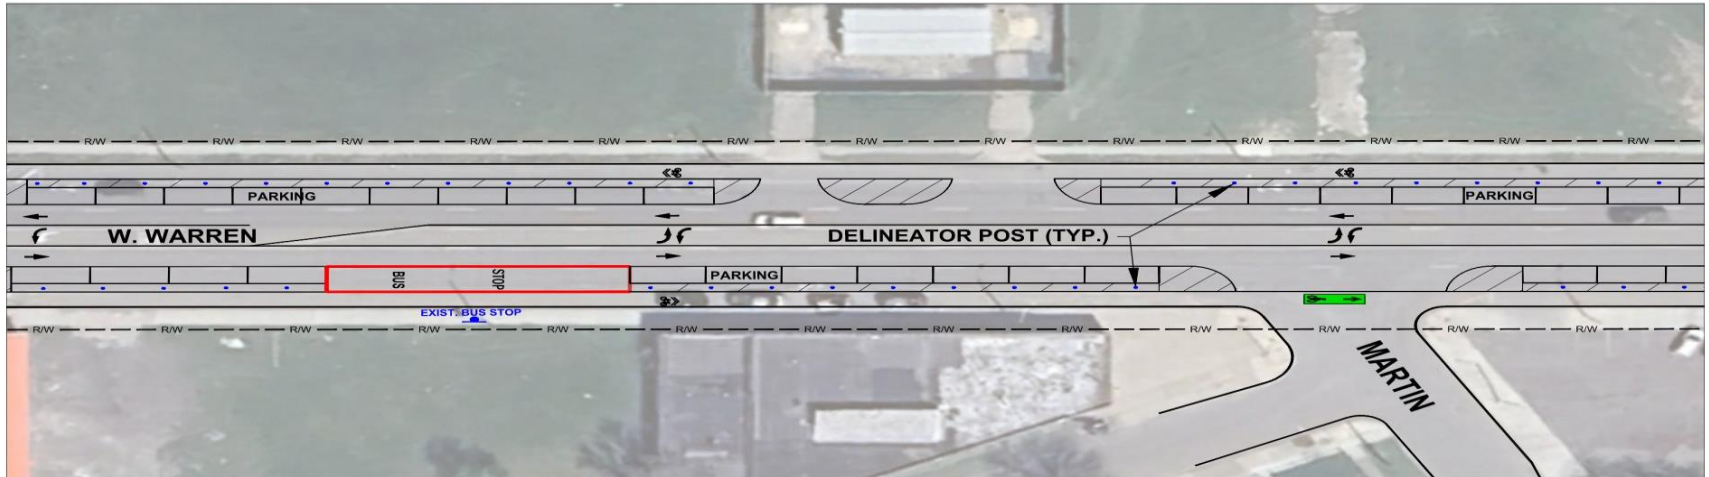 R/W R/W R/W R/W R/W R/W R/W R/W R/W R/W R/W R/W R/W
PARKING
PARKING
W. WARREN
DELINEATOR POST (TYP.)
BUS
STOP
PARKING
EXIST. BUS STOP
R/W R/W R/W R/W R/W R/W R/W R/W R/W R/W R/W R/W R/W
MARTIN